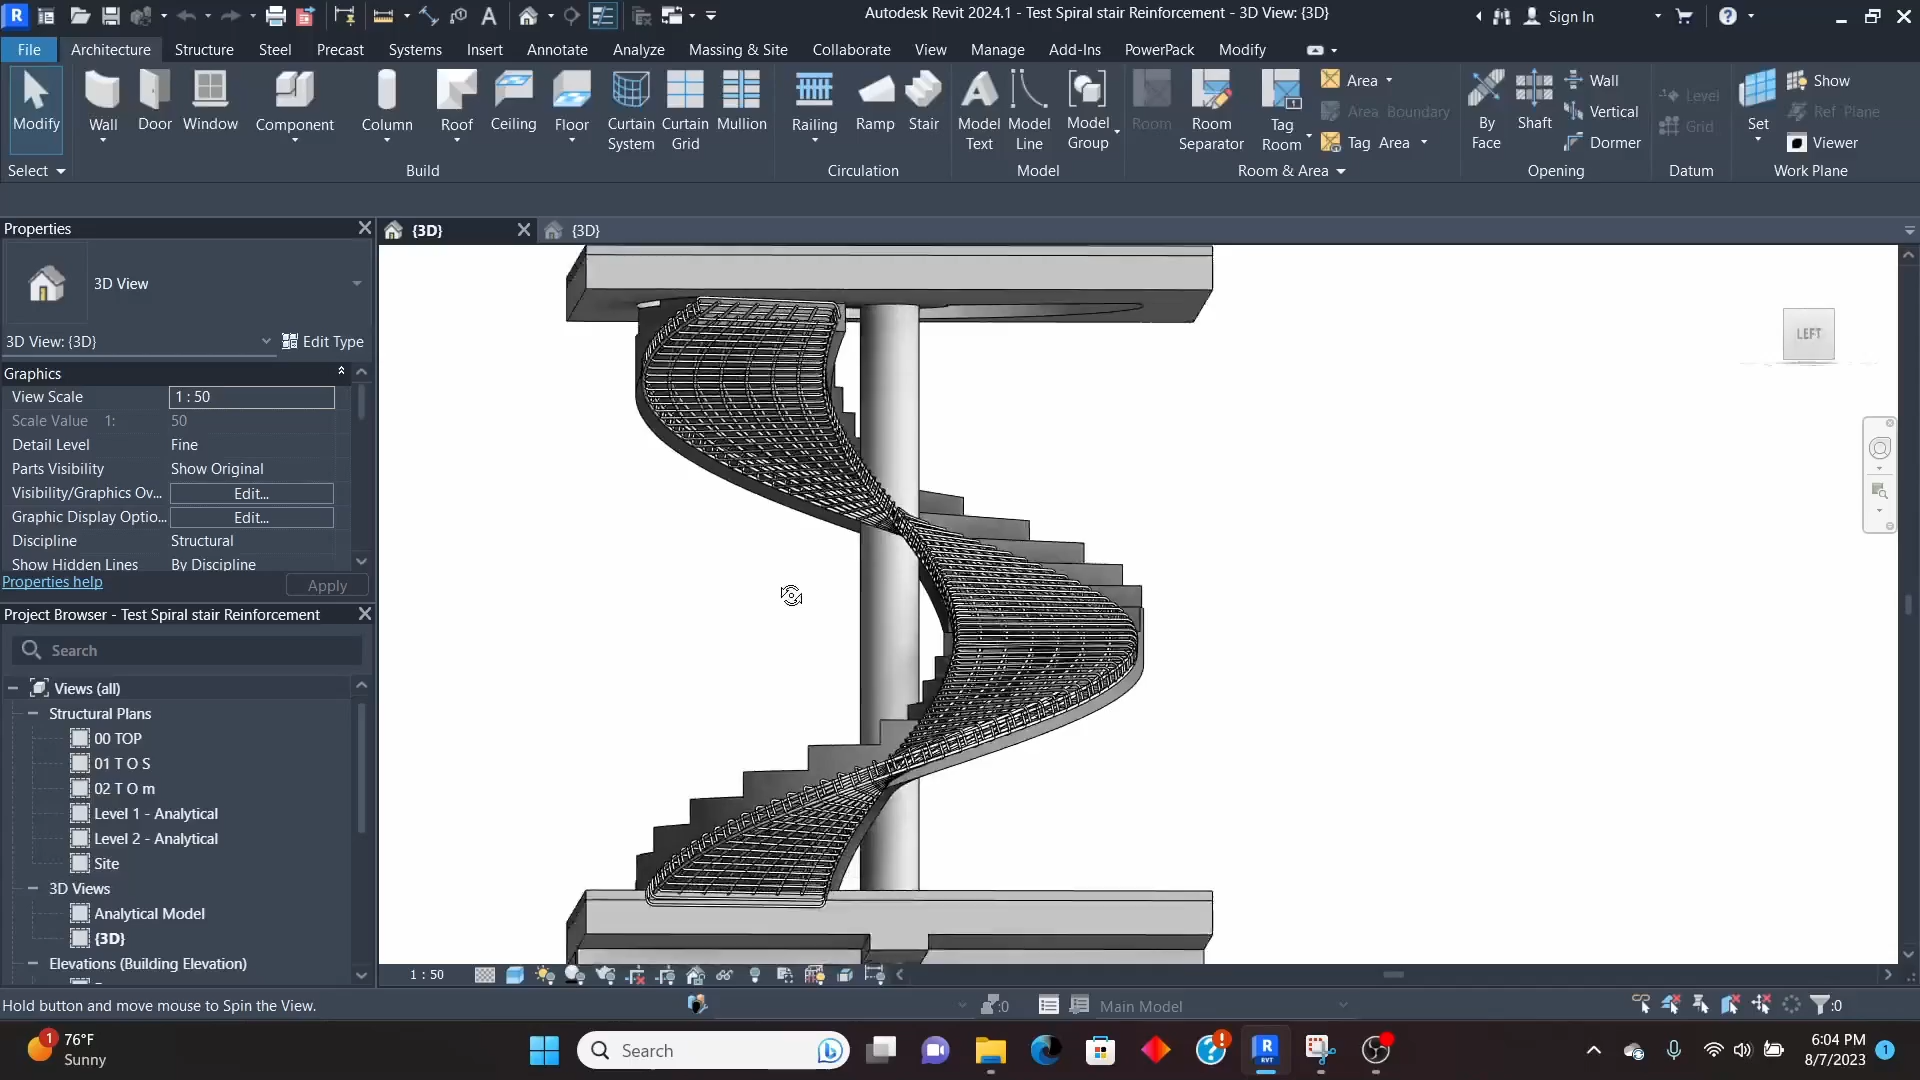 Autodesk Revit 2024.1 - Test Spiral stair Reinforcement - 3D View: {3D}
Sign In
File Architecture Structure Steel Precast Systems Insert Annotate Analyze Massing & Site Collaborate View Manage Add-Ins PowerPack Modify
Modify Wall Door Window Component Column Roof Ceiling Floor Curtain System Curtain Grid Mullion Railing Ramp Stair Model Text Model Line Model Group Room Room Separator Tag Room
Area
Area Boundary
Tag Area
By Face Shaft
Wall
Vertical
Dormer
Level
Grid
Set
Show
Ref Plane
Viewer
Select Build Circulation Model Room & Area Opening Datum Work Plane
Properties
{3D} {3D}
3D View
3D View: {3D} Edit Type
Graphics
View Scale 1 : 50
Scale Value 1: 50
Detail Level Fine
Parts Visibility Show Original
Visibility/Graphics Ov... Edit...
Graphic Display Optio... Edit...
Discipline Structural
Show Hidden Lines By Discipline
Properties help Apply
LEFT
Project Browser - Test Spiral stair Reinforcement
Search
Views (all)
Structural Plans
00 TOP
01 T O S
02 T O m
Level 1 - Analytical
Level 2 - Analytical
Site
3D Views
Analytical Model
{3D}
Elevations (Building Elevation)
1 : 50
Hold button and move mouse to Spin the View.
:0 Main Model :0
1
76°F
Sunny
Search
R
RVT
6:04 PM
8/7/2023
1